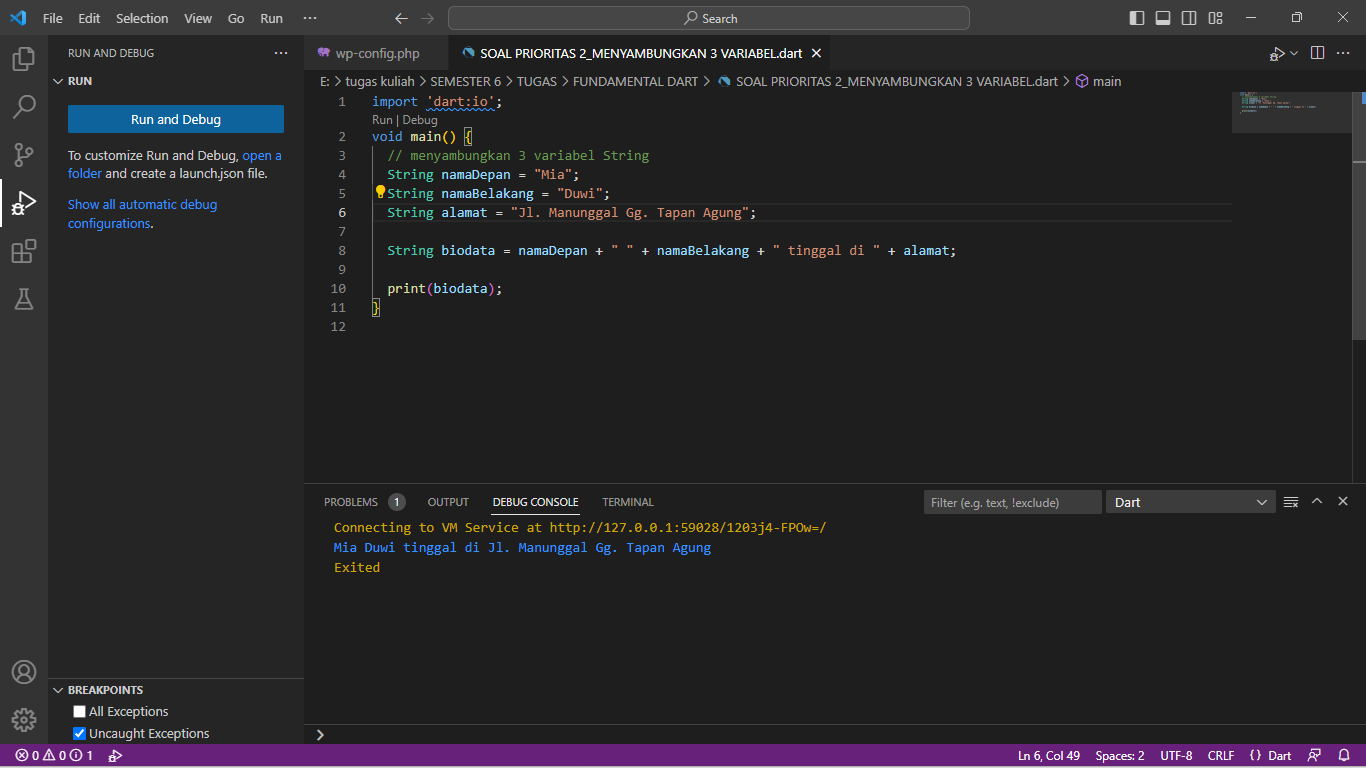 File Edit Selection View Go Run ··· Search
RUN AND DEBUG ···
wp-config.php
SOAL PRIORITAS 2_MENYAMBUNGKAN 3 VARIABEL.dart
RUN
Run and Debug
To customize Run and Debug, open a
folder and create a launch.json file.
Show all automatic debug
configurations.
E: > tugas kuliah > SEMESTER 6 > TUGAS > FUNDAMENTAL DART > SOAL PRIORITAS 2_MENYAMBUNGKAN 3 VARIABEL.dart > main
1 import 'dart:io';
Run | Debug
2 void main() {
3 // menyambungkan 3 variabel String
4 String namaDepan = "Mia";
5 String namaBelakang = "Duwi";
6 String alamat = "Jl. Manunggal Gg. Tapan Agung";
7
8 String biodata = namaDepan + " " + namaBelakang + " tinggal di " + alamat;
9
10 print(biodata);
11 }
12
PROBLEMS 1 OUTPUT DEBUG CONSOLE TERMINAL Filter (e.g. text, !exclude) Dart
Connecting to VM Service at http://127.0.0.1:59028/1203j4-FPOw=/
Mia Duwi tinggal di Jl. Manunggal Gg. Tapan Agung
Exited
BREAKPOINTS
All Exceptions
Uncaught Exceptions
0 0 1 Ln 6, Col 49 Spaces: 2 UTF-8 CRLF {} Dart